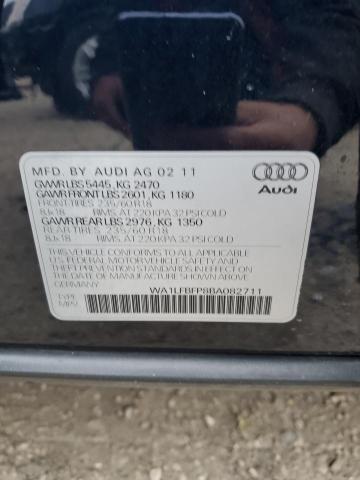 MFD. BY AUDI AG 02 11
GAWR LBS 5445, KG 2470
GAWR FRONT LBS 2601, KG 1180
FRONT TIRES 235/60 R18
8Jx18 RIMS AT 220 KPA 32 PSI COLD
GAWR REAR LBS 2976, KG 1350
REAR TIRES 235/60 R18
8Jx18 RIMS AT 220 KPA 32 PSI COLD
Audi
THIS VEHICLE CONFORMS TO ALL APPLICABLE
U.S. FEDERAL MOTOR VEHICLE SAFETY AND
THEFT PREVENTION STANDARDS IN EFFECT ON
THE DATE OF MANUFACTURE SHOWN ABOVE.
GERMANY
WA1LFBFP8BA082711
TYPE
MPV